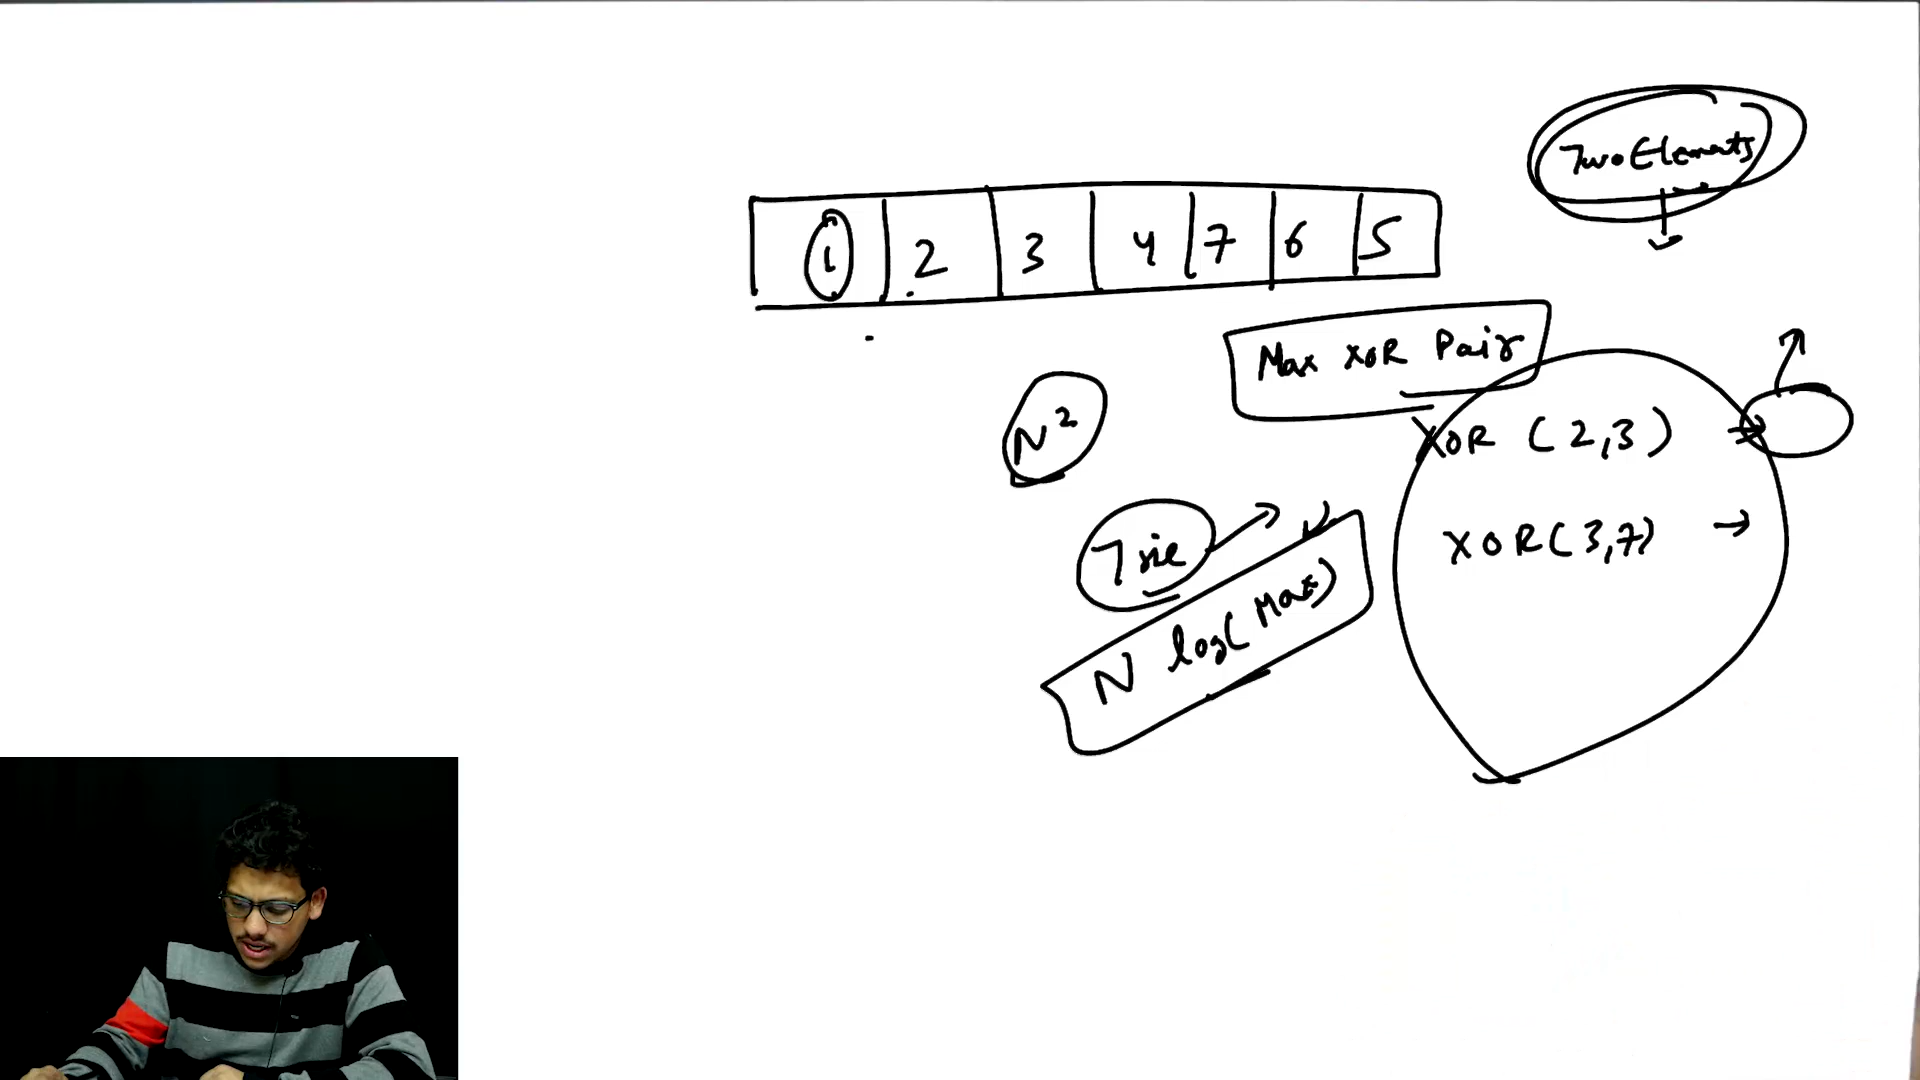 Two Elements
1 2 3 4 7 6 5
Max XOR Pair
N²
XOR (2,3) →
Trie
XOR(3,7) →
N log(Max)